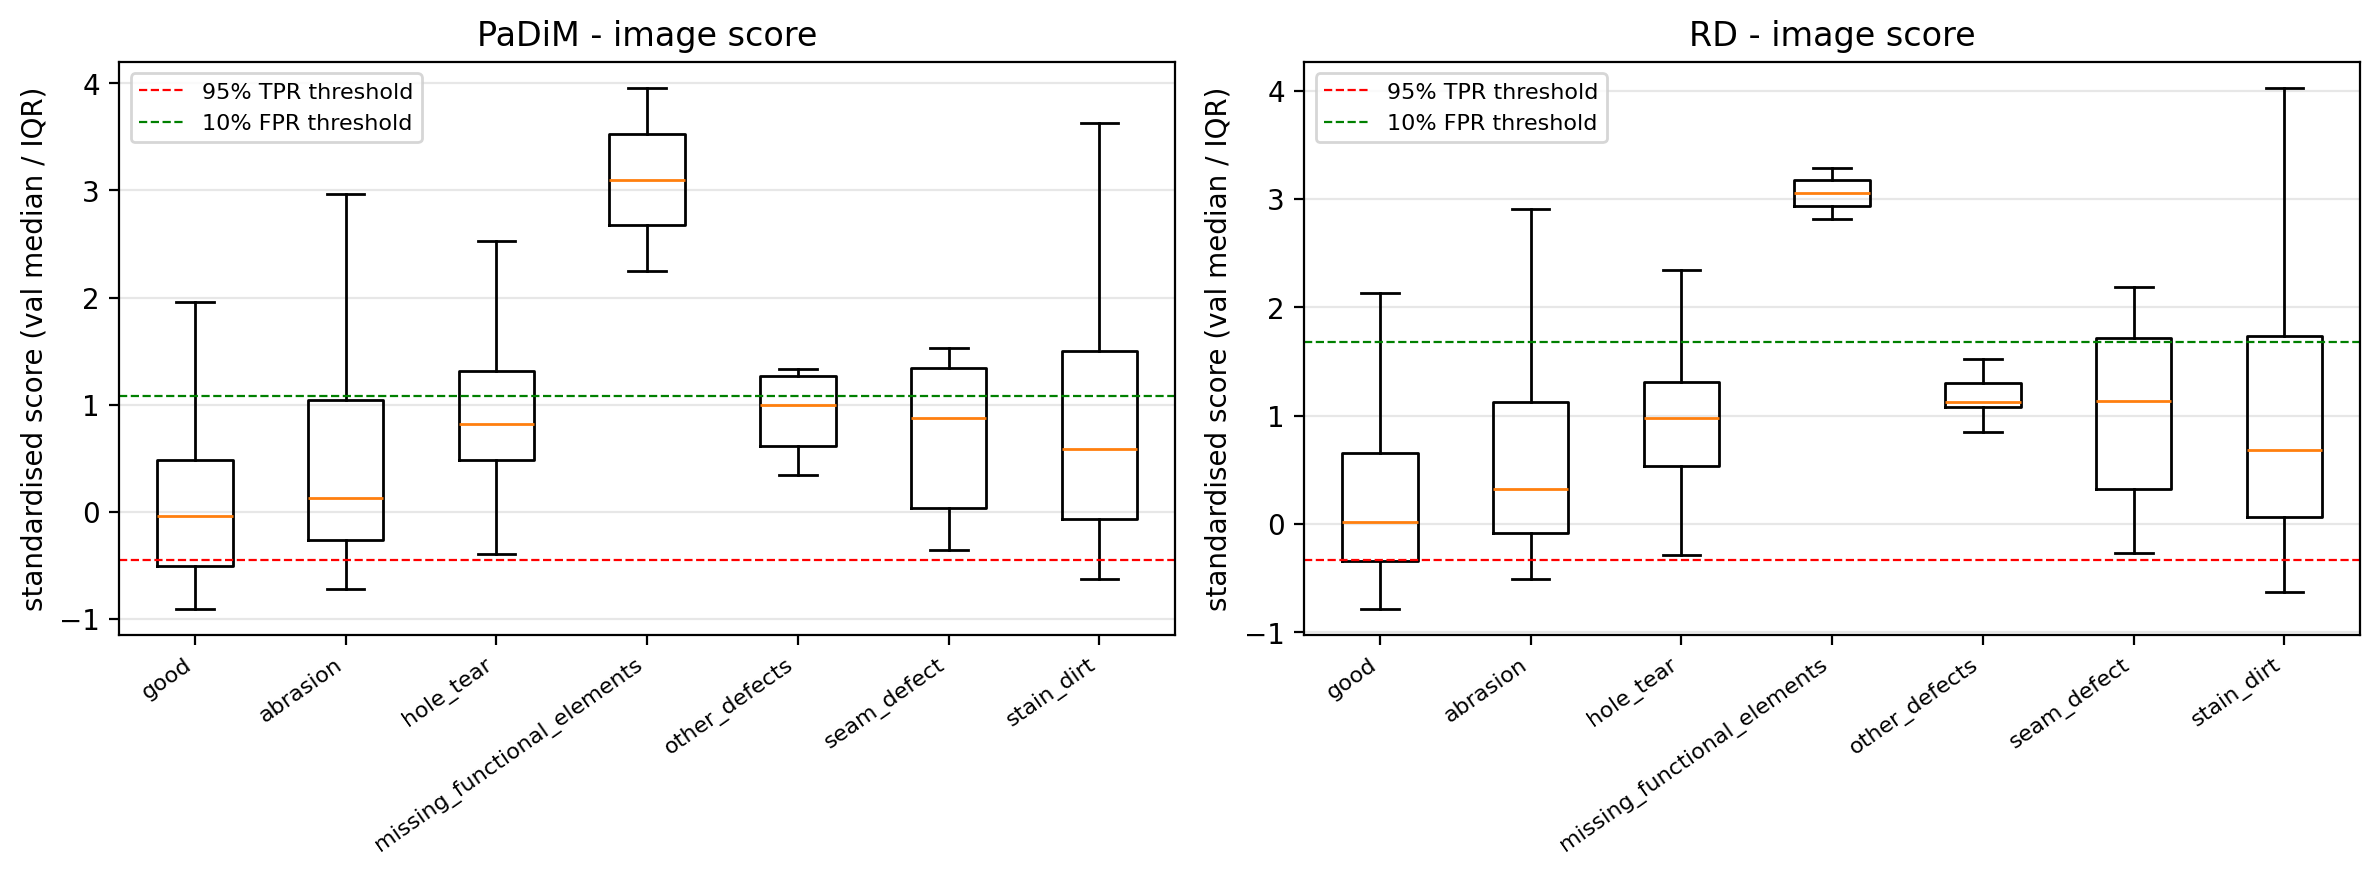 PaDiM - image score
standardised score (val median / IQR)
95% TPR threshold
10% FPR threshold
4
3
2
1
0
−1
good
abrasion
hole_tear
missing_functional_elements
other_defects
seam_defect
stain_dirt
RD - image score
standardised score (val median / IQR)
95% TPR threshold
10% FPR threshold
4
3
2
1
0
−1
good
abrasion
hole_tear
missing_functional_elements
other_defects
seam_defect
stain_dirt